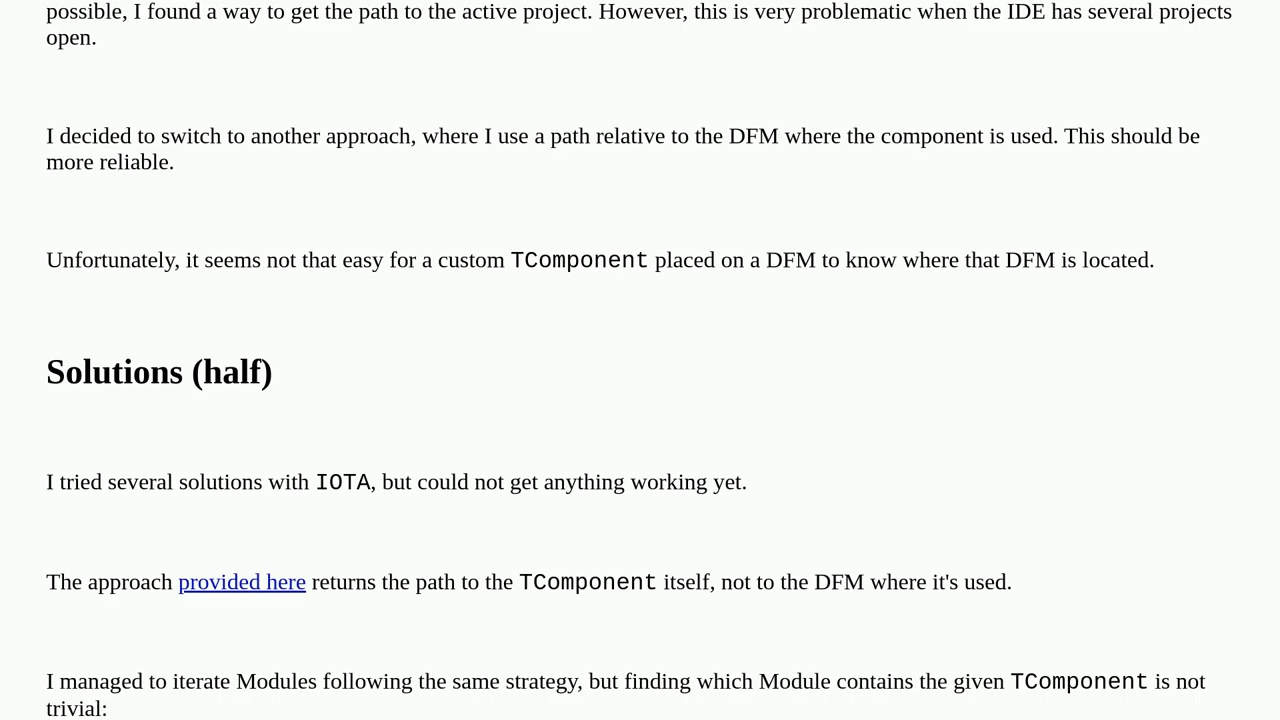 possible, I found a way to get the path to the active project. However, this is very problematic when the IDE has several projects
open.
I decided to switch to another approach, where I use a path relative to the DFM where the component is used. This should be
more reliable.
Unfortunately, it seems not that easy for a custom TComponent placed on a DFM to know where that DFM is located.
Solutions (half)
I tried several solutions with IOTA, but could not get anything working yet.
The approach provided here returns the path to the TComponent itself, not to the DFM where it's used.
I managed to iterate Modules following the same strategy, but finding which Module contains the given TComponent is not
trivial: